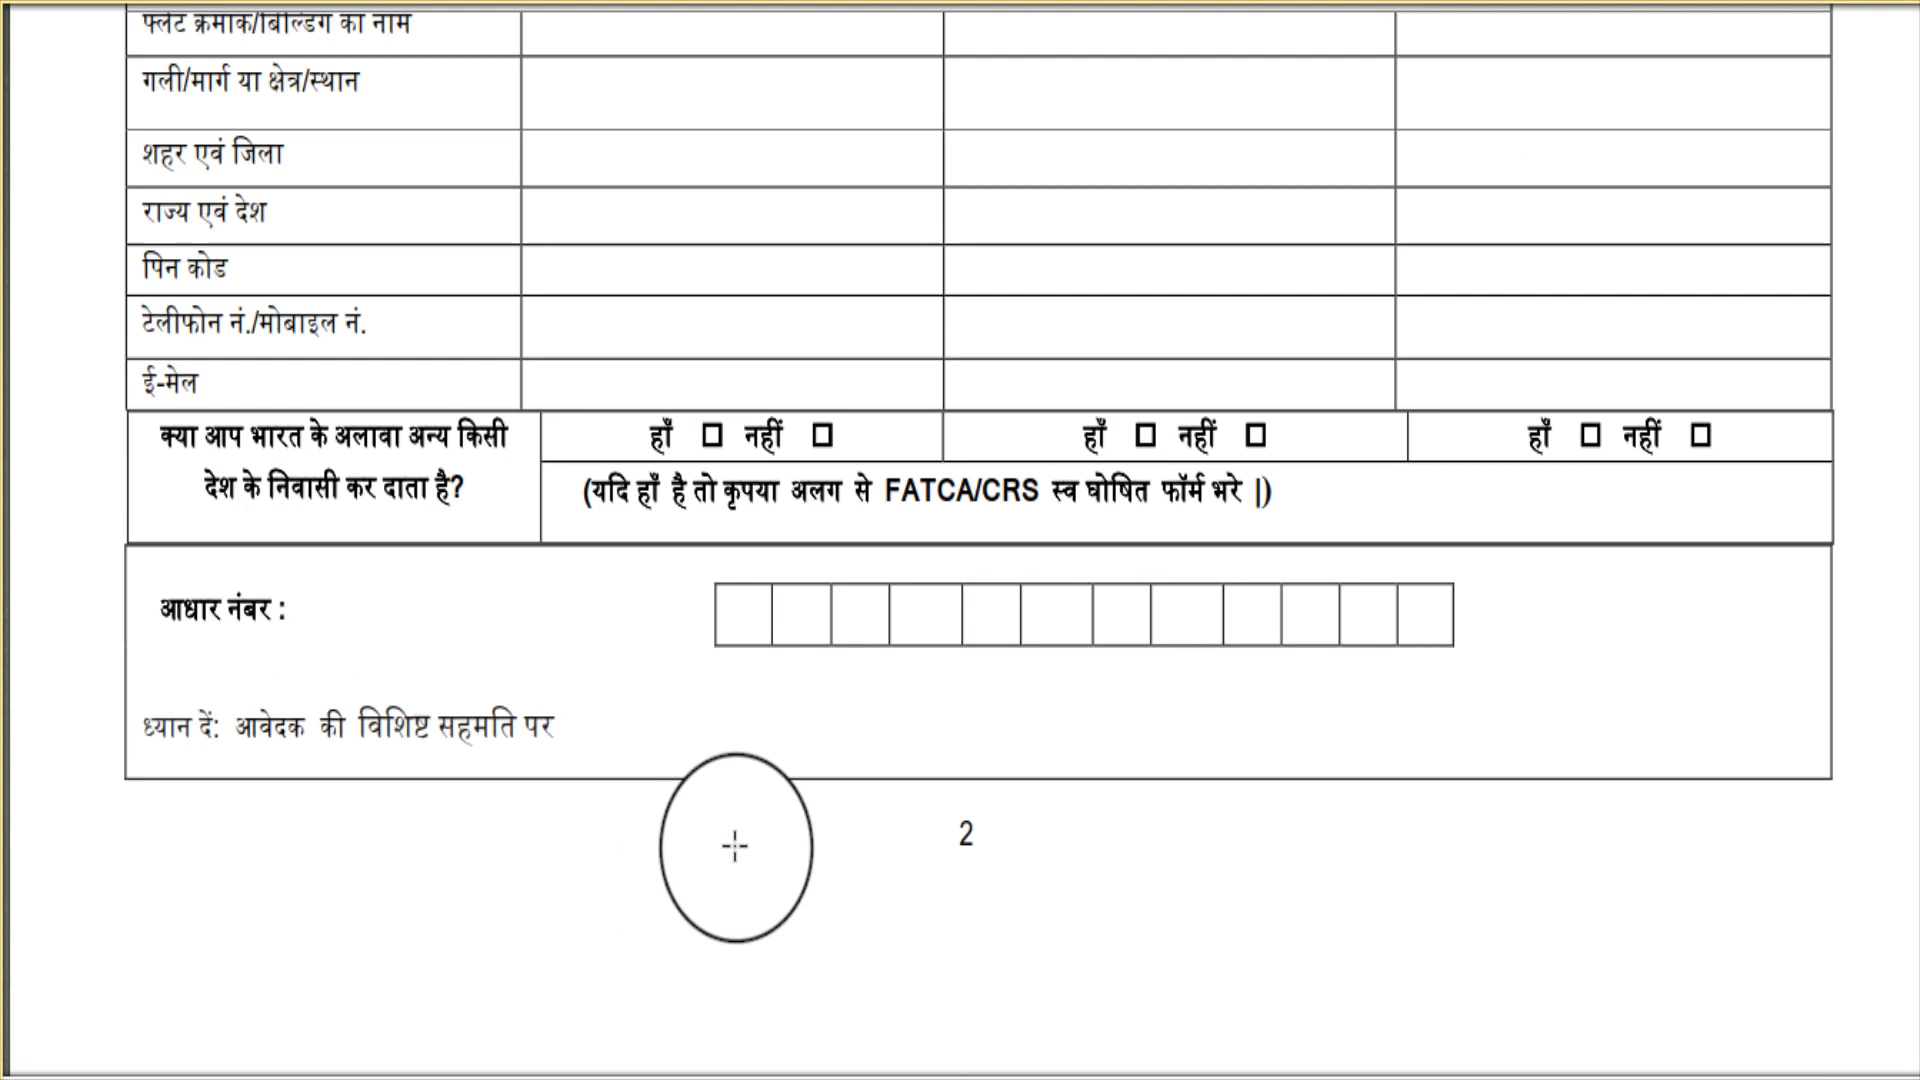 फ्लैट क्रमांक/बिल्डिंग का नाम
गली/मार्ग या क्षेत्र/स्थान
शहर एवं जिला
राज्य एवं देश
पिन कोड
टेलीफोन नं./मोबाइल नं.
ई-मेल
क्या आप भारत के अलावा अन्य किसी
देश के निवासी कर दाता है?
हाँ □ नहीं □ हाँ □ नहीं □ हाँ □ नहीं □
(यदि हाँ है तो कृपया अलग से FATCA/CRS स्व घोषित फॉर्म भरे |)
आधार नंबर :
ध्यान दें: आवेदक की विशिष्ट सहमति पर
2